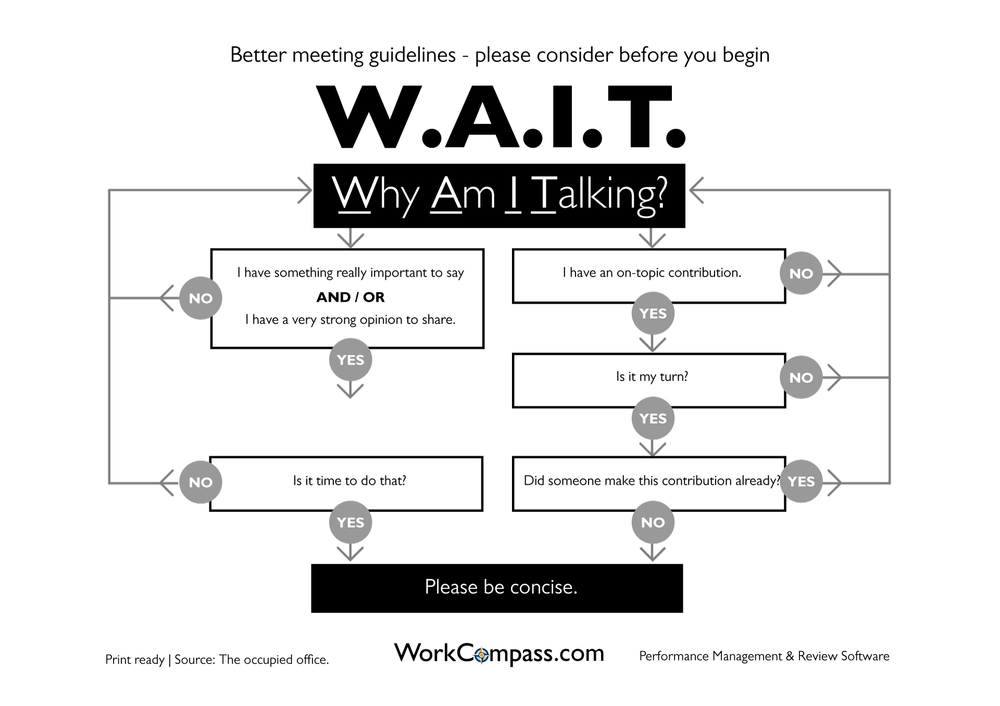 Better meeting guidelines - please consider before you begin
W.A.I.T.
Why Am I Talking?
I have something really important to say
AND / OR
I have a very strong opinion to share.
NO
YES
Is it time to do that?
NO
YES
I have an on-topic contribution.
NO
YES
Is it my turn?
NO
YES
Did someone make this contribution already?
YES
NO
Please be concise.
Print ready | Source: The occupied office.
WorkCompass.com
Performance Management & Review Software